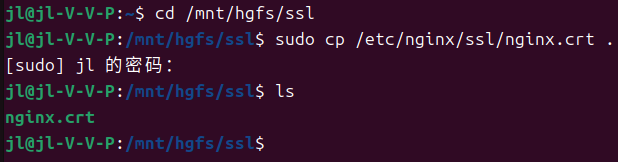 jl@jl-V-V-P:~$ cd /mnt/hgfs/ssl
jl@jl-V-V-P:/mnt/hgfs/ssl$ sudo cp /etc/nginx/ssl/nginx.crt .
[sudo] jl 的密码：
jl@jl-V-V-P:/mnt/hgfs/ssl$ ls
nginx.crt
jl@jl-V-V-P:/mnt/hgfs/ssl$